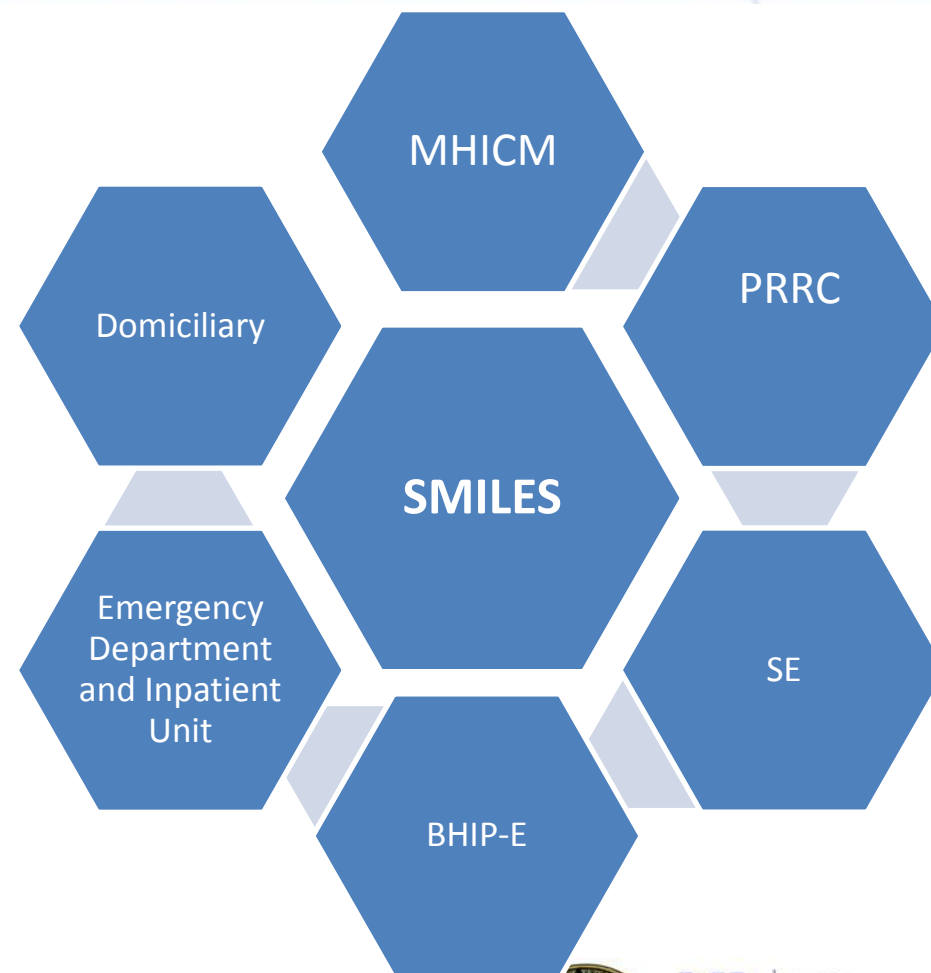 MHICM
PRRC
Domiciliary
SMILES
Emergency
Department
and Inpatient
Unit
SE
BHIP-E